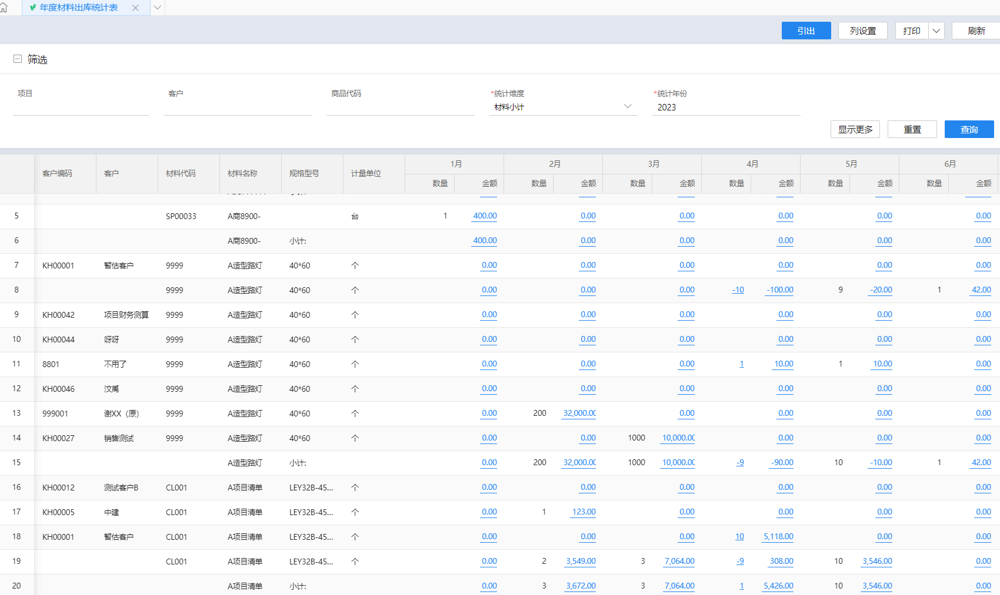 年度材料出库统计表
引出 列设置 打印 刷新
筛选
项目 客户 商品代码 *统计维度 *统计年份
材料小计 2023
显示更多 重置 查询
客户编码 客户 材料代码 材料名称 规格型号 计量单位 1月 2月 3月 4月 5月 6月
数量 金额 数量 金额 数量 金额 数量 金额 数量 金额 数量 金额
5 SP00033 A商8900- 台 1 400.00 0.00 0.00 0.00 0.00 0.00
6 A商8900- 小计: 400.00 0.00 0.00 0.00 0.00 0.00
7 KH00001 暂估客户 9999 A造型路灯 40*60 个 0.00 0.00 0.00 0.00 0.00 0.00
8 9999 A造型路灯 40*60 个 0.00 0.00 0.00 -10 -100.00 9 -20.00 1 42.00
9 KH00042 项目财务测算 9999 A造型路灯 40*60 个 0.00 0.00 0.00 0.00 0.00 0.00
10 KH00044 呀呀 9999 A造型路灯 40*60 个 0.00 0.00 0.00 0.00 0.00 0.00
11 8801 不用了 9999 A造型路灯 40*60 个 0.00 0.00 0.00 1 10.00 1 10.00 0.00
12 KH00046 汶禹 9999 A造型路灯 40*60 个 0.00 0.00 0.00 0.00 0.00 0.00
13 999001 谢XX（原） 9999 A造型路灯 40*60 个 0.00 200 32,000.00 0.00 0.00 0.00 0.00
14 KH00027 销售测试 9999 A造型路灯 40*60 个 0.00 0.00 1000 10,000.00 0.00 0.00 0.00
15 A造型路灯 小计: 0.00 200 32,000.00 1000 10,000.00 -9 -90.00 10 -10.00 1 42.00
16 KH00012 测试客户B CL001 A项目清单 LEY32B-45... 个 0.00 0.00 0.00 0.00 0.00 0.00
17 KH00005 中建 CL001 A项目清单 LEY32B-45... 个 0.00 1 123.00 0.00 0.00 0.00 0.00
18 KH00001 暂估客户 CL001 A项目清单 LEY32B-45... 个 0.00 0.00 0.00 10 5,118.00 0.00 0.00
19 CL001 A项目清单 LEY32B-45... 个 0.00 2 3,549.00 3 7,064.00 -9 308.00 10 3,546.00 0.00
20 A项目清单 小计: 0.00 3 3,672.00 3 7,064.00 1 5,426.00 10 3,546.00 0.00